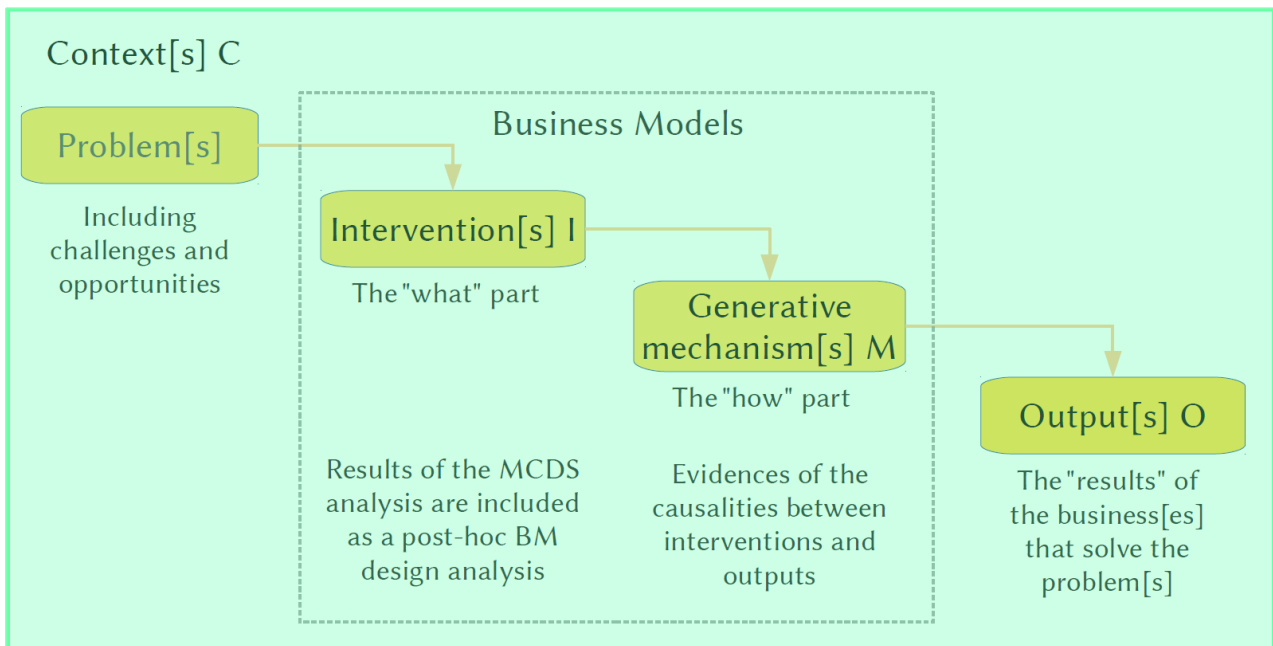 Context[s] C
Problem[s]
Including
challenges and
opportunities
Business Models
Intervention[s] I
The "what" part
Results of the MCDS
analysis are included
as a post-hoc BM
design analysis
Generative
mechanism[s] M
The "how" part
Evidences of the
causalities between
interventions and
outputs
Output[s] O
The "results" of
the business[es]
that solve the
problem[s]